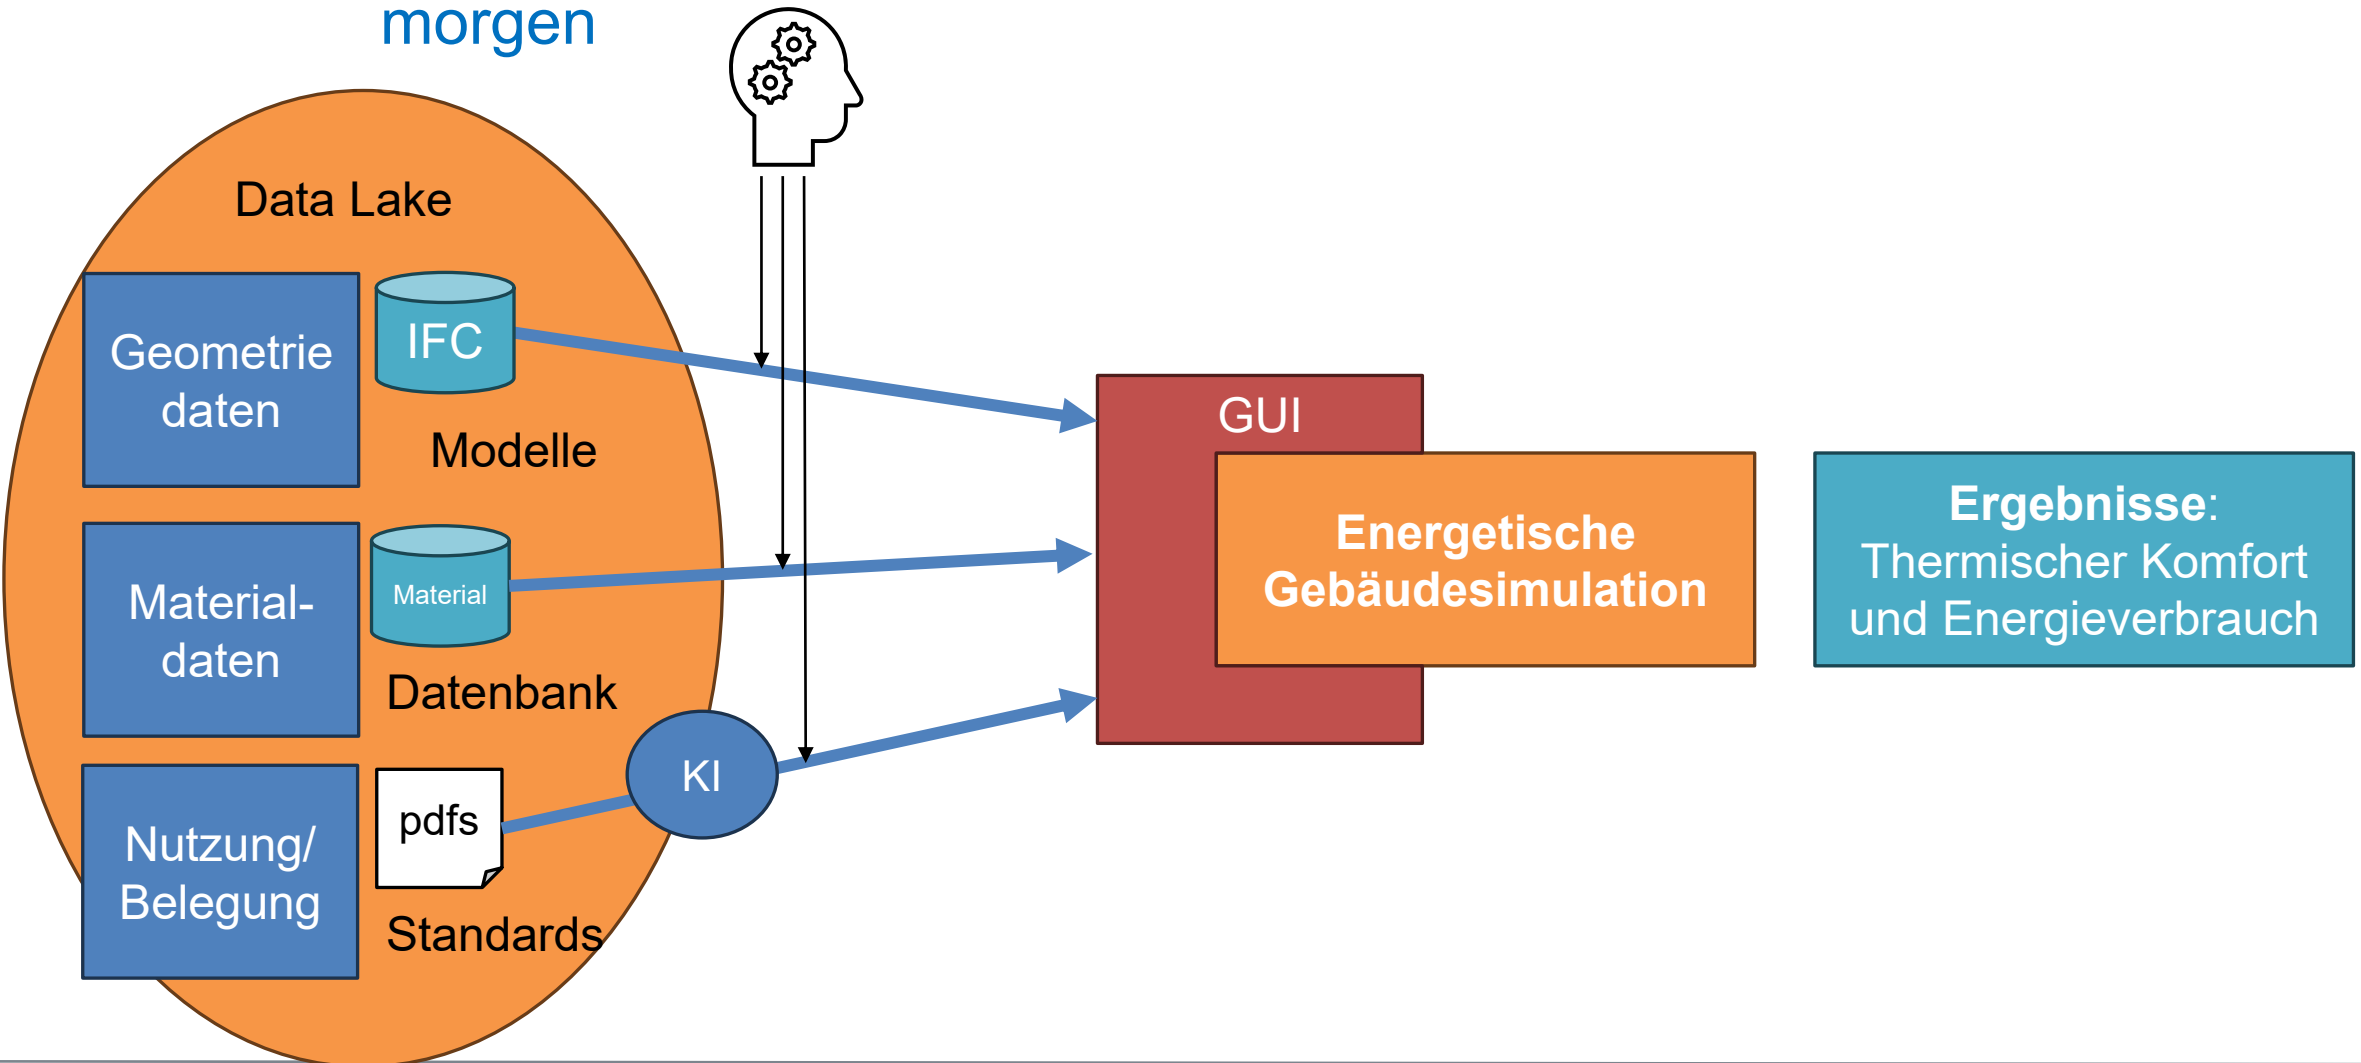 morgen
Data Lake
Geometrie
daten
IFC
Modelle
Material-
daten
Material
Datenbank
Nutzung/
Belegung
pdfs
Standards
KI
GUI
Energetische
Gebäudesimulation
Ergebnisse:
Thermischer Komfort
und Energieverbrauch